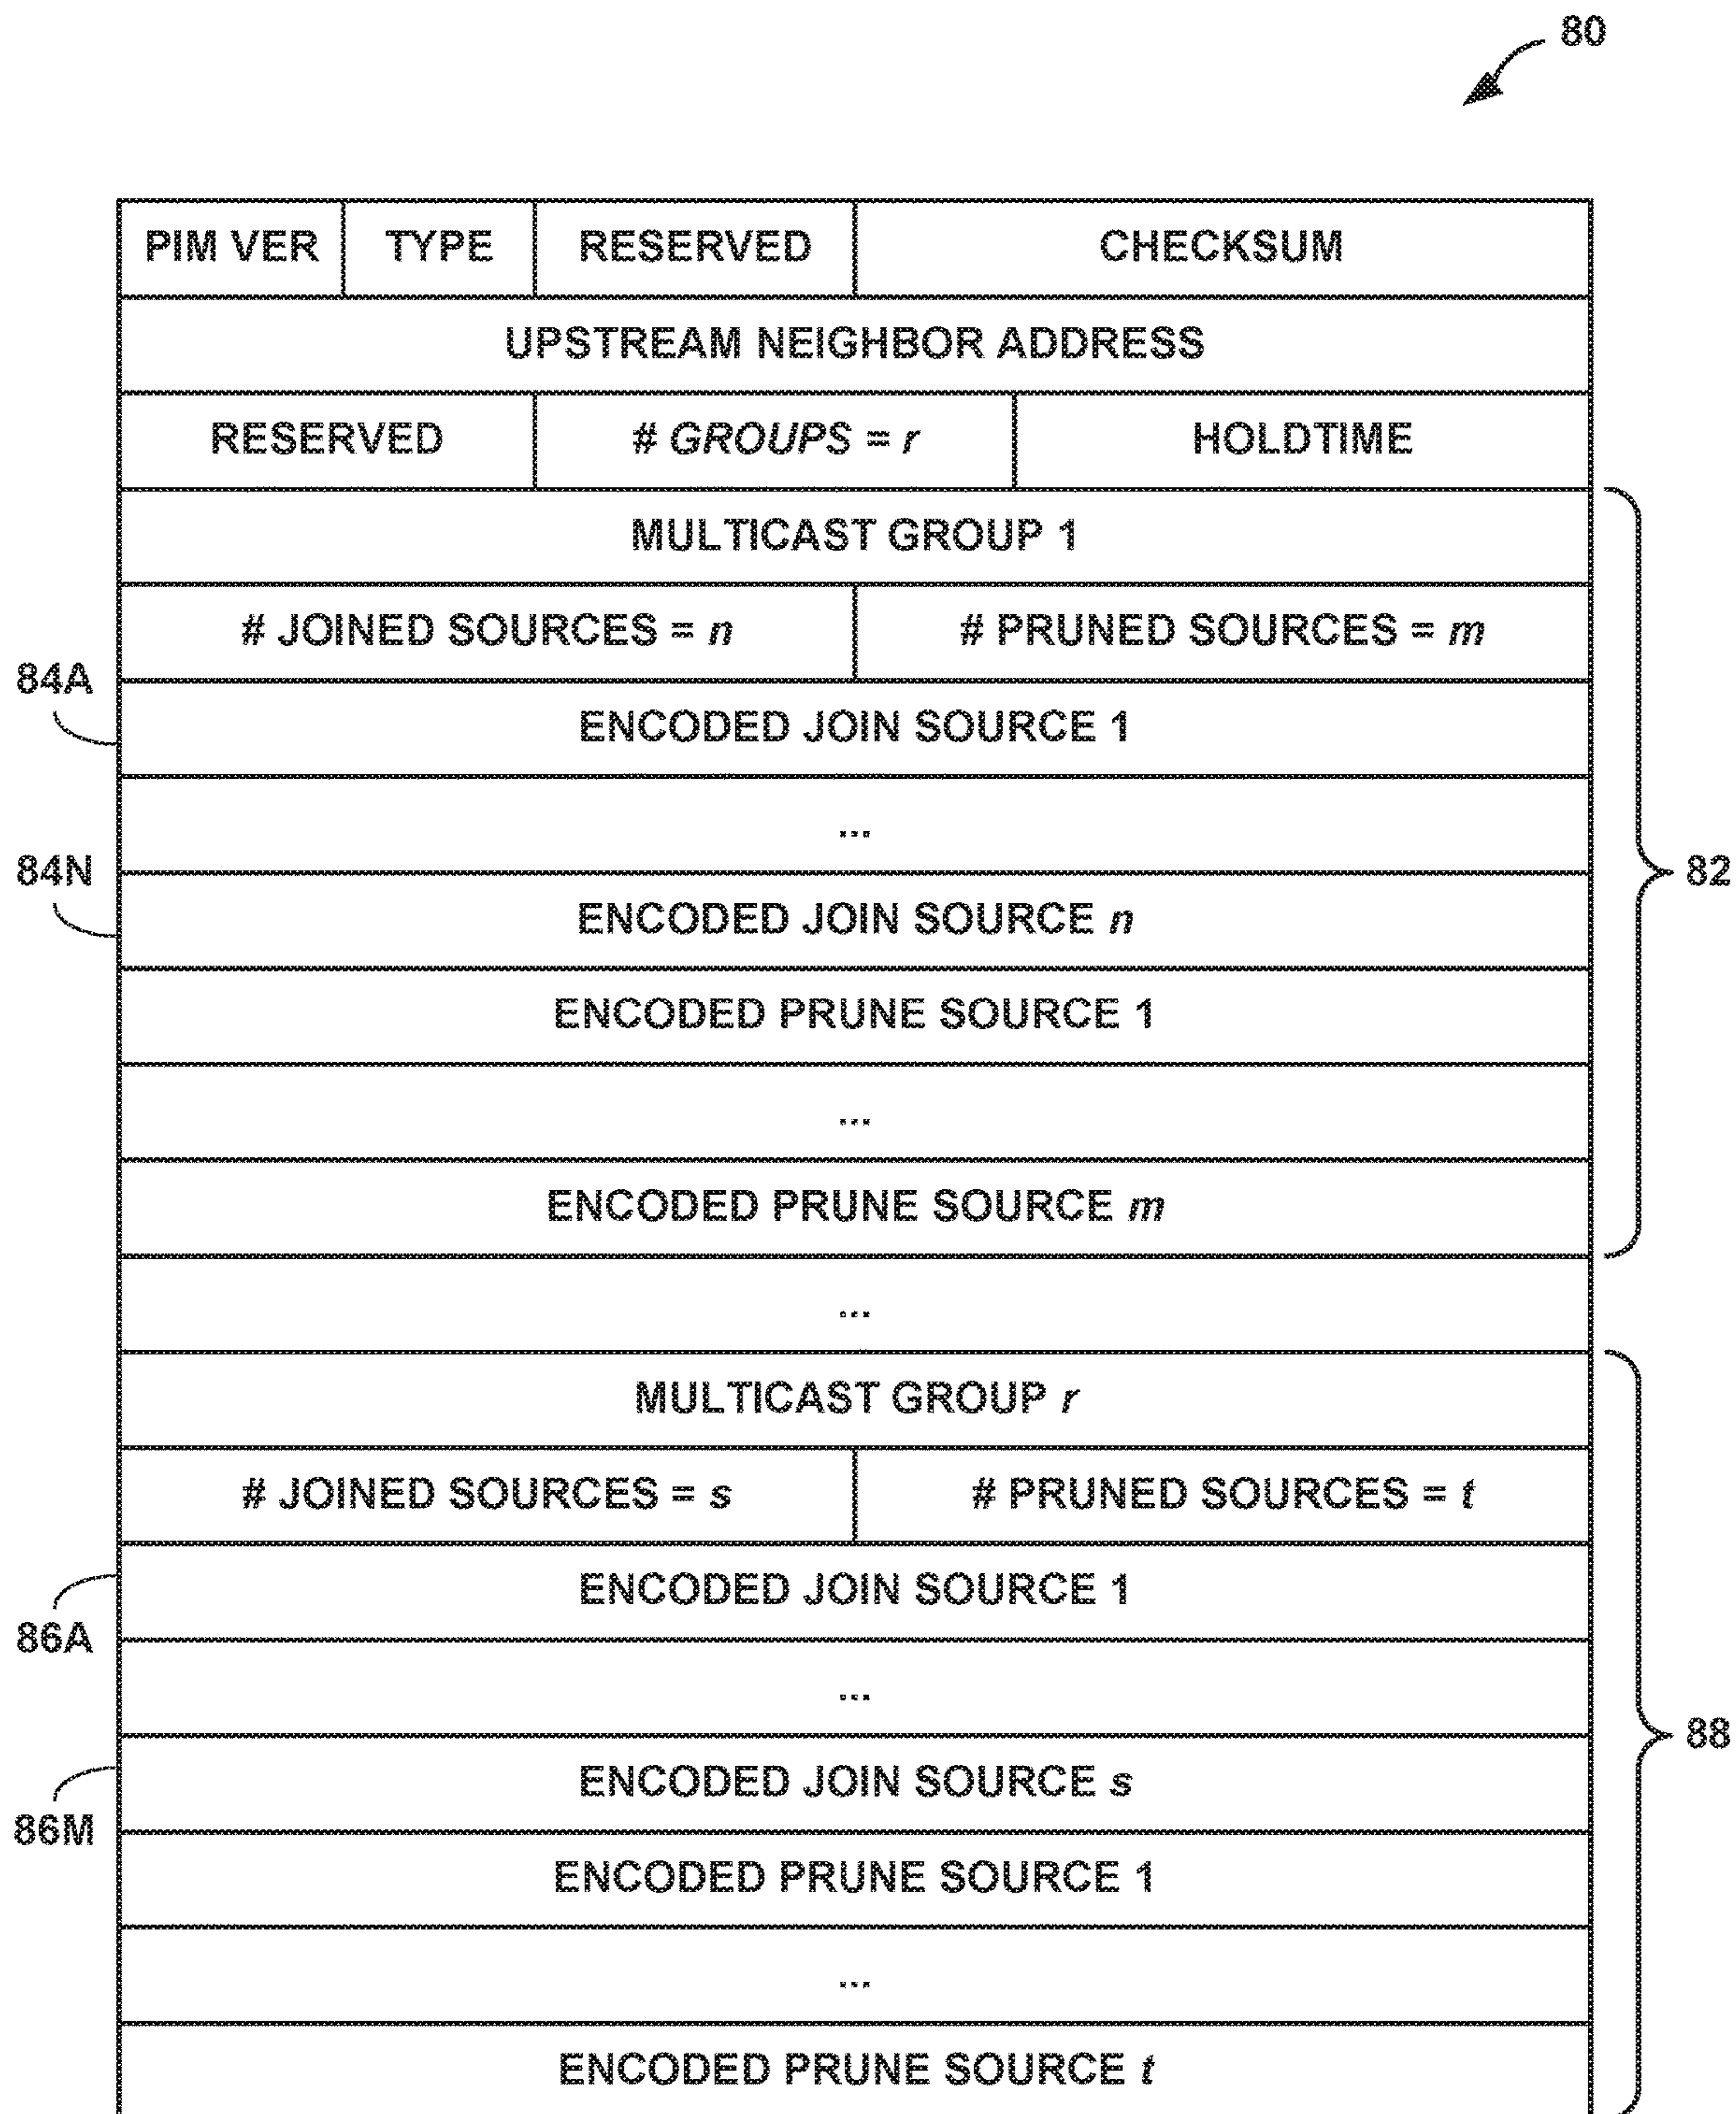 80
PIM VER TYPE RESERVED CHECKSUM
UPSTREAM NEIGHBOR ADDRESS
RESERVED # GROUPS = r HOLDTIME
MULTICAST GROUP 1
# JOINED SOURCES = n # PRUNED SOURCES = m
84A
ENCODED JOIN SOURCE 1
...
84N
82
ENCODED JOIN SOURCE n
ENCODED PRUNE SOURCE 1
...
ENCODED PRUNE SOURCE m
...
MULTICAST GROUP r
# JOINED SOURCES = s # PRUNED SOURCES = t
ENCODED JOIN SOURCE 1
86A
...
88
ENCODED JOIN SOURCE s
86M
ENCODED PRUNE SOURCE 1
...
ENCODED PRUNE SOURCE t